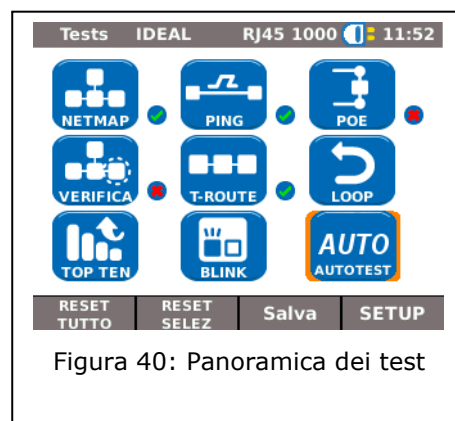 Tests IDEAL RJ45 1000 11:52
NETMAP PING POE
VERIFICA T-ROUTE LOOP
AUTO
TOP TEN BLINK AUTOTEST
RESET TUTTO RESET SELEZ Salva SETUP
Figura 40: Panoramica dei test